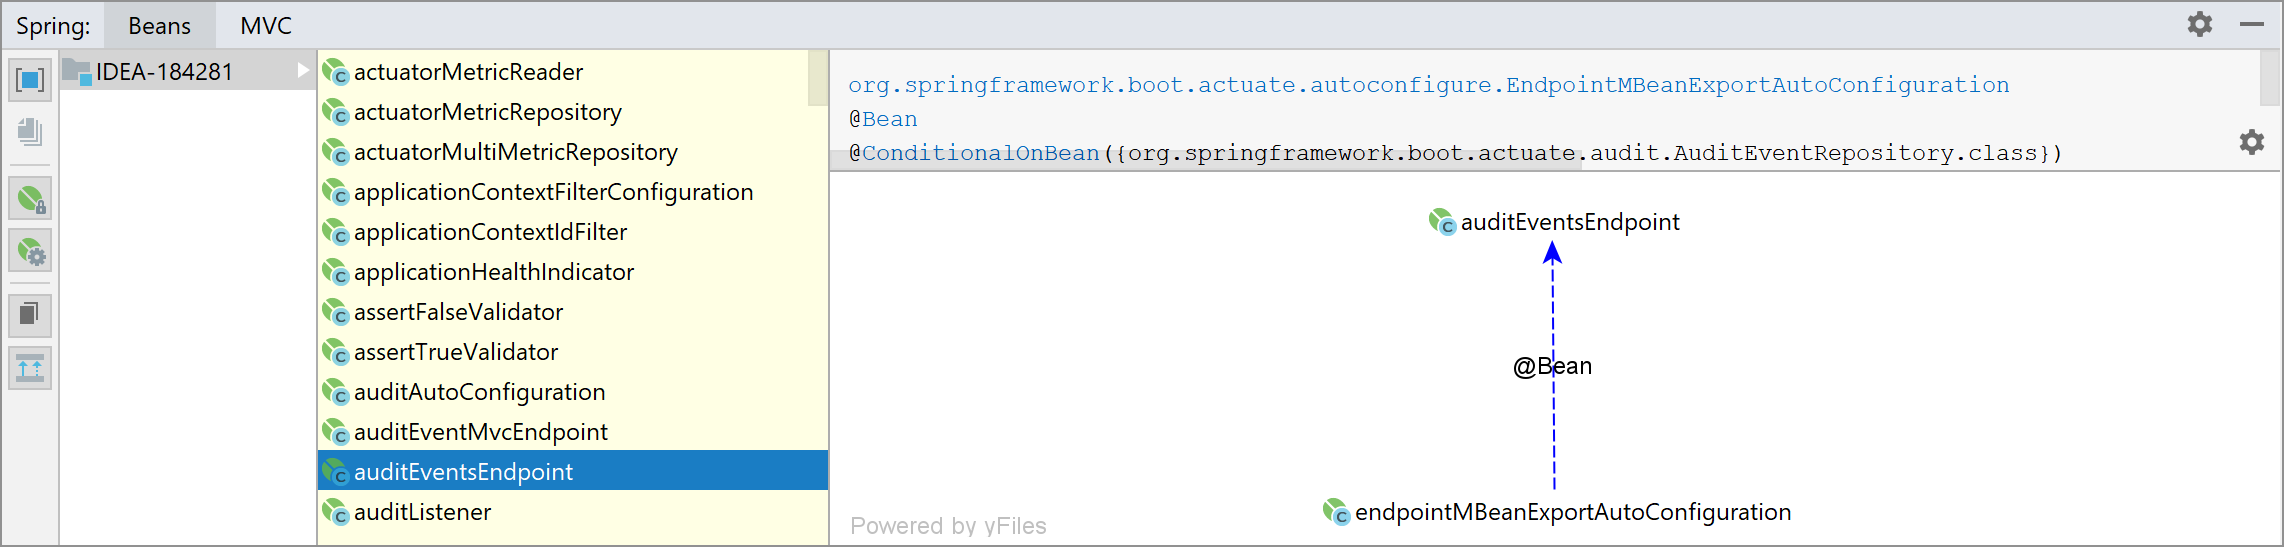 Spring: Beans MVC
IDEA-184281
actuatorMetricReader
actuatorMetricRepository
actuatorMultiMetricRepository
applicationContextFilterConfiguration
applicationContextIdFilter
applicationHealthIndicator
assertFalseValidator
assertTrueValidator
auditAutoConfiguration
auditEventMvcEndpoint
auditEventsEndpoint
auditListener
org.springframework.boot.actuate.autoconfigure.EndpointMBeanExportAutoConfiguration
@Bean
@ConditionalOnBean({org.springframework.boot.actuate.audit.AuditEventRepository.class})
auditEventsEndpoint
@Bean
endpointMBeanExportAutoConfiguration
Powered by yFiles